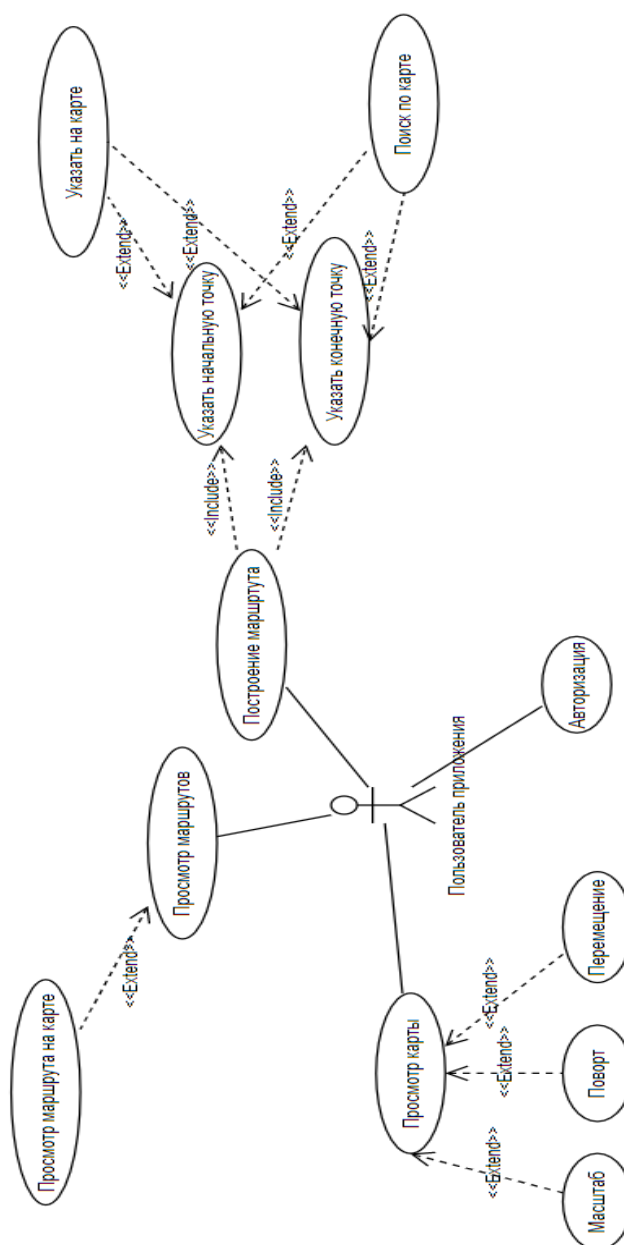 Указать на карте
Поиск по карте
<<Extend>>
<<Extend>>
<<Extend>>
<<Extend>>
Указать начальную точку
Указать конечную точку
<<Include>>
<<Include>>
Построение маршртута
Просмотр маршрутов
<<Extend>>
Просмотр маршрута на карте
Авторизация
Пользователь приложения
Просмотр карты
<<Extend>>
<<Extend>>
<<Extend>>
Перемещение
Поворт
Масштаб